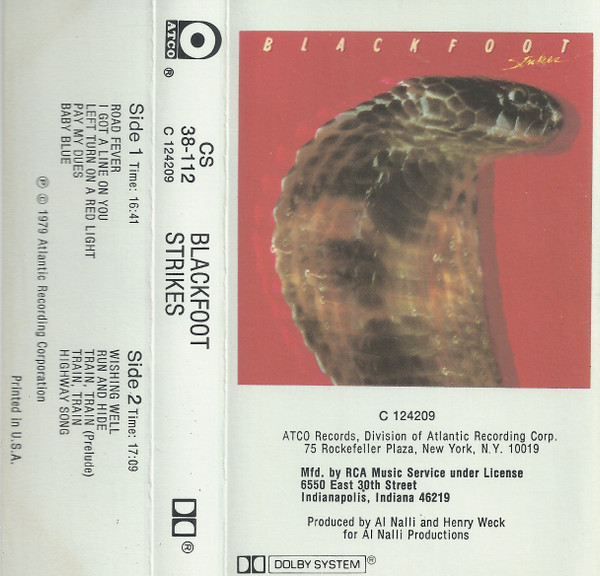 Side 1 Time: 16:41
ROAD FEVER
I GOT A LINE ON YOU
LEFT TURN ON A RED LIGHT
PAY MY DUES
BABY BLUE
Side 2 Time: 17:09
WISHING WELL
RUN AND HIDE
TRAIN, TRAIN (Prelude)
TRAIN, TRAIN
HIGHWAY SONG
℗ © 1979 Atlantic Recording Corporation
Printed in U.S.A.
ATCO ®
CS
38-112
C 124209
BLACKFOOT
STRIKES
®
BLACKFOOT
Strikes
C 124209
ATCO Records, Division of Atlantic Recording Corp.
75 Rockefeller Plaza, New York, N.Y. 10019
Mfd. by RCA Music Service under License
6550 East 30th Street
Indianapolis, Indiana 46219
Produced by Al Nalli and Henry Weck
for Al Nalli Productions
DOLBY SYSTEM ®